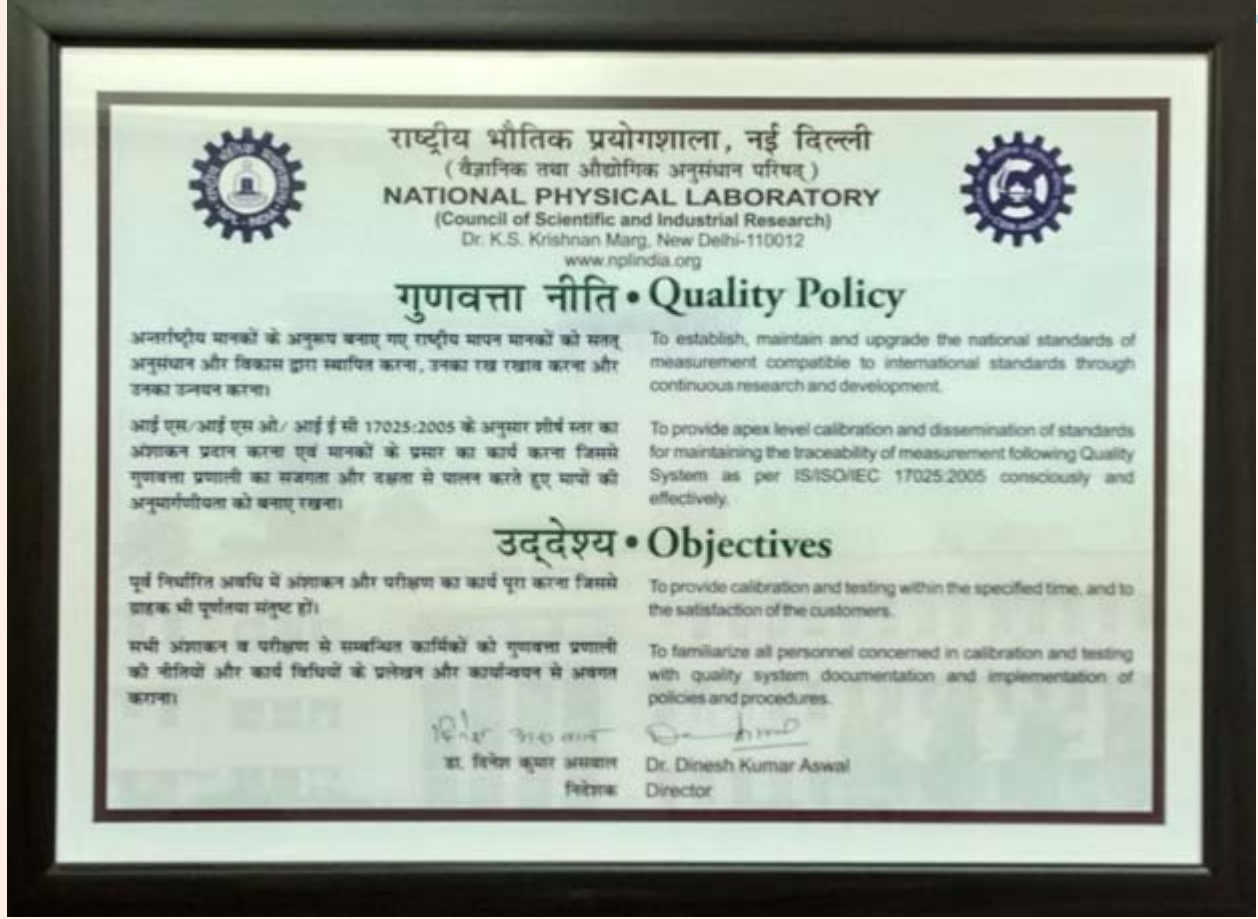 राष्ट्रीय भौतिक प्रयोगशाला, नई दिल्ली
(वैज्ञानिक तथा औद्योगिक अनुसंधान परिषद्)
NATIONAL PHYSICAL LABORATORY
(Council of Scientific and Industrial Research)
Dr. K.S. Krishnan Marg, New Delhi-110012
www.nplindia.org
गुणवत्ता नीति • Quality Policy
अन्तर्राष्ट्रीय मानकों के अनुरूप बनाए गए राष्ट्रीय मापन मानकों को सतत्
अनुसंधान और विकास द्वारा स्थापित करना, उनका रख रखाव करना और
उनका उन्नयन करना।
To establish, maintain and upgrade the national standards of
measurement compatible to international standards through
continuous research and development.
आई एस/आई एस ओ/ आई ई सी 17025:2005 के अनुसार शीर्ष स्तर का
अंशाकन प्रदान करना एवं मानकों के प्रसार का कार्य करना जिससे
गुणवत्ता प्रणाली का सजगता और दक्षता से पालन करते हुए मापों की
अनुमार्गणीयता को बनाए रखना।
To provide apex level calibration and dissemination of standards
for maintaining the traceability of measurement following Quality
System as per IS/ISO/IEC 17025:2005 consciously and
effectively.
उद्देश्य • Objectives
पूर्व निर्धारित अवधि में अंशाकन और परीक्षण का कार्य पूरा करना जिससे
ग्राहक भी पूर्णतया संतुष्ट हों।
To provide calibration and testing within the specified time, and to
the satisfaction of the customers.
सभी अंशाकन व परीक्षण से सम्बन्धित कार्मिकों को गुणवत्ता प्रणाली
की नीतियों और कार्य विधियों के प्रलेखन और कार्यान्वयन से अवगत
कराना।
To familiarize all personnel concerned in calibration and testing
with quality system documentation and implementation of
policies and procedures.
डा. दिनेश कुमार असवाल
निदेशक
Dr. Dinesh Kumar Aswal
Director